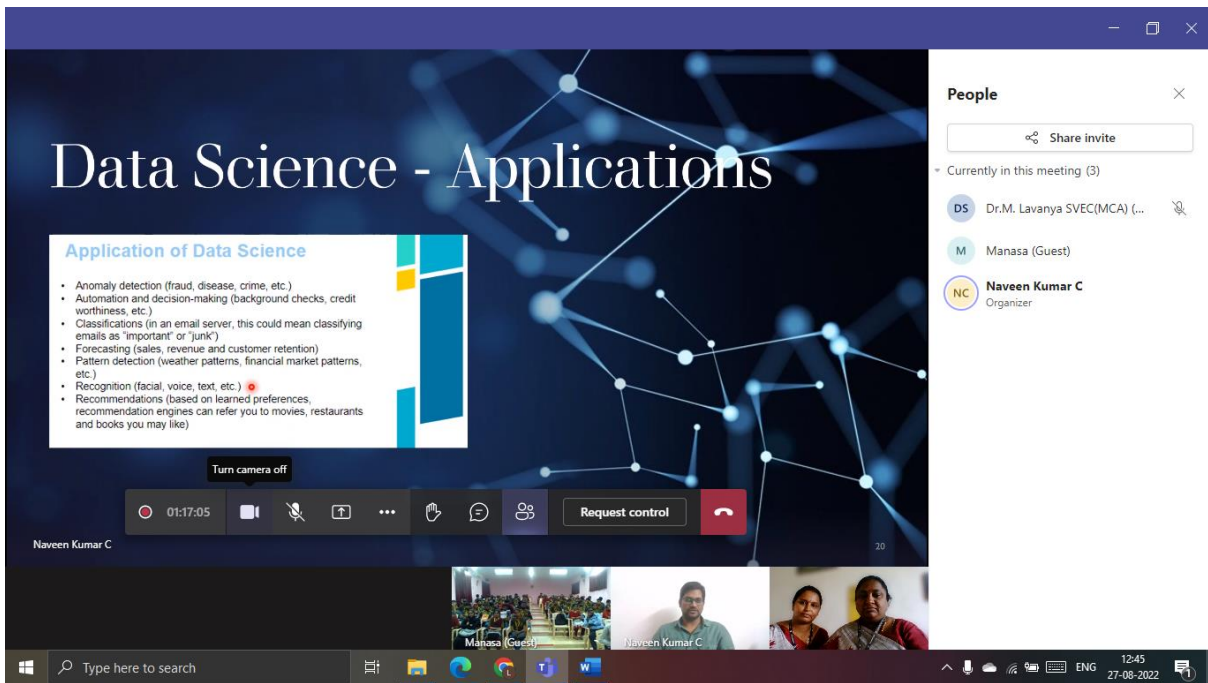 Data Science - Applications
Application of Data Science
• Anomaly detection (fraud, disease, crime, etc.)
• Automation and decision-making (background checks, credit
worthiness, etc.)
• Classifications (in an email server, this could mean classifying
emails as "important" or "junk")
• Forecasting (sales, revenue and customer retention)
• Pattern detection (weather patterns, financial market patterns,
etc.)
• Recognition (facial, voice, text, etc.)
• Recommendations (based on learned preferences,
recommendation engines can refer you to movies, restaurants
and books you may like)
Turn camera off
01:17:05
Request control
Naveen Kumar C
20
Manasa (Guest)
Naveen Kumar C
People
Share invite
Currently in this meeting (3)
DS Dr.M. Lavanya SVEC(MCA) (...
M Manasa (Guest)
NC Naveen Kumar C
Organizer
Type here to search
ENG
12:45
27-08-2022
1